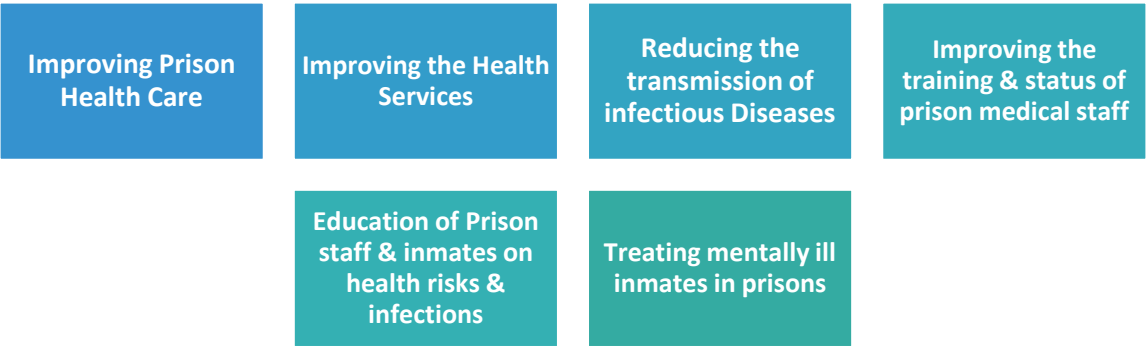 Improving Prison
Health Care
Improving the Health
Services
Reducing the
transmission of
infectious Diseases
Improving the
training & status of
prison medical staff
Education of Prison
staff & inmates on
health risks &
infections
Treating mentally ill
inmates in prisons